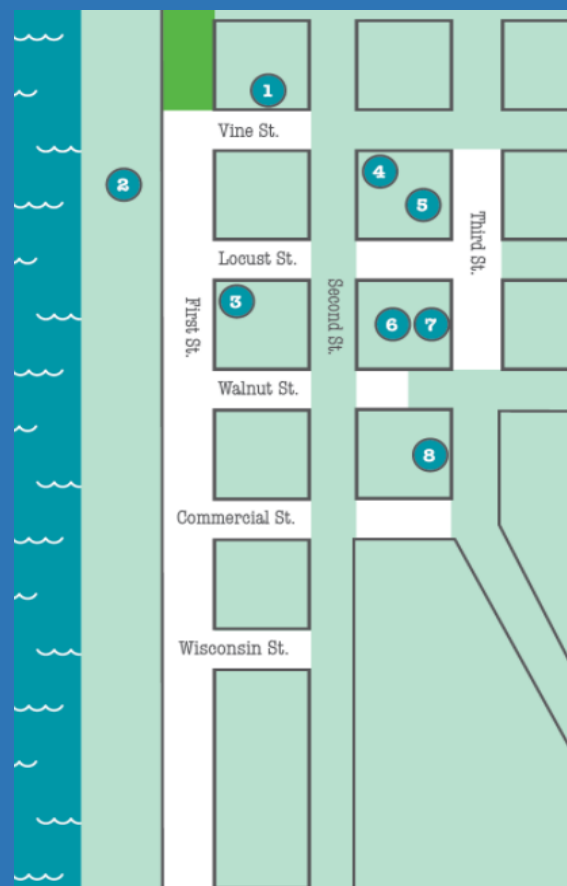 1
Vine St.
2
4
5
Third St.
Locust St.
3
First St.
Second St.
6
7
Walnut St.
8
Commercial St.
Wisconsin St.